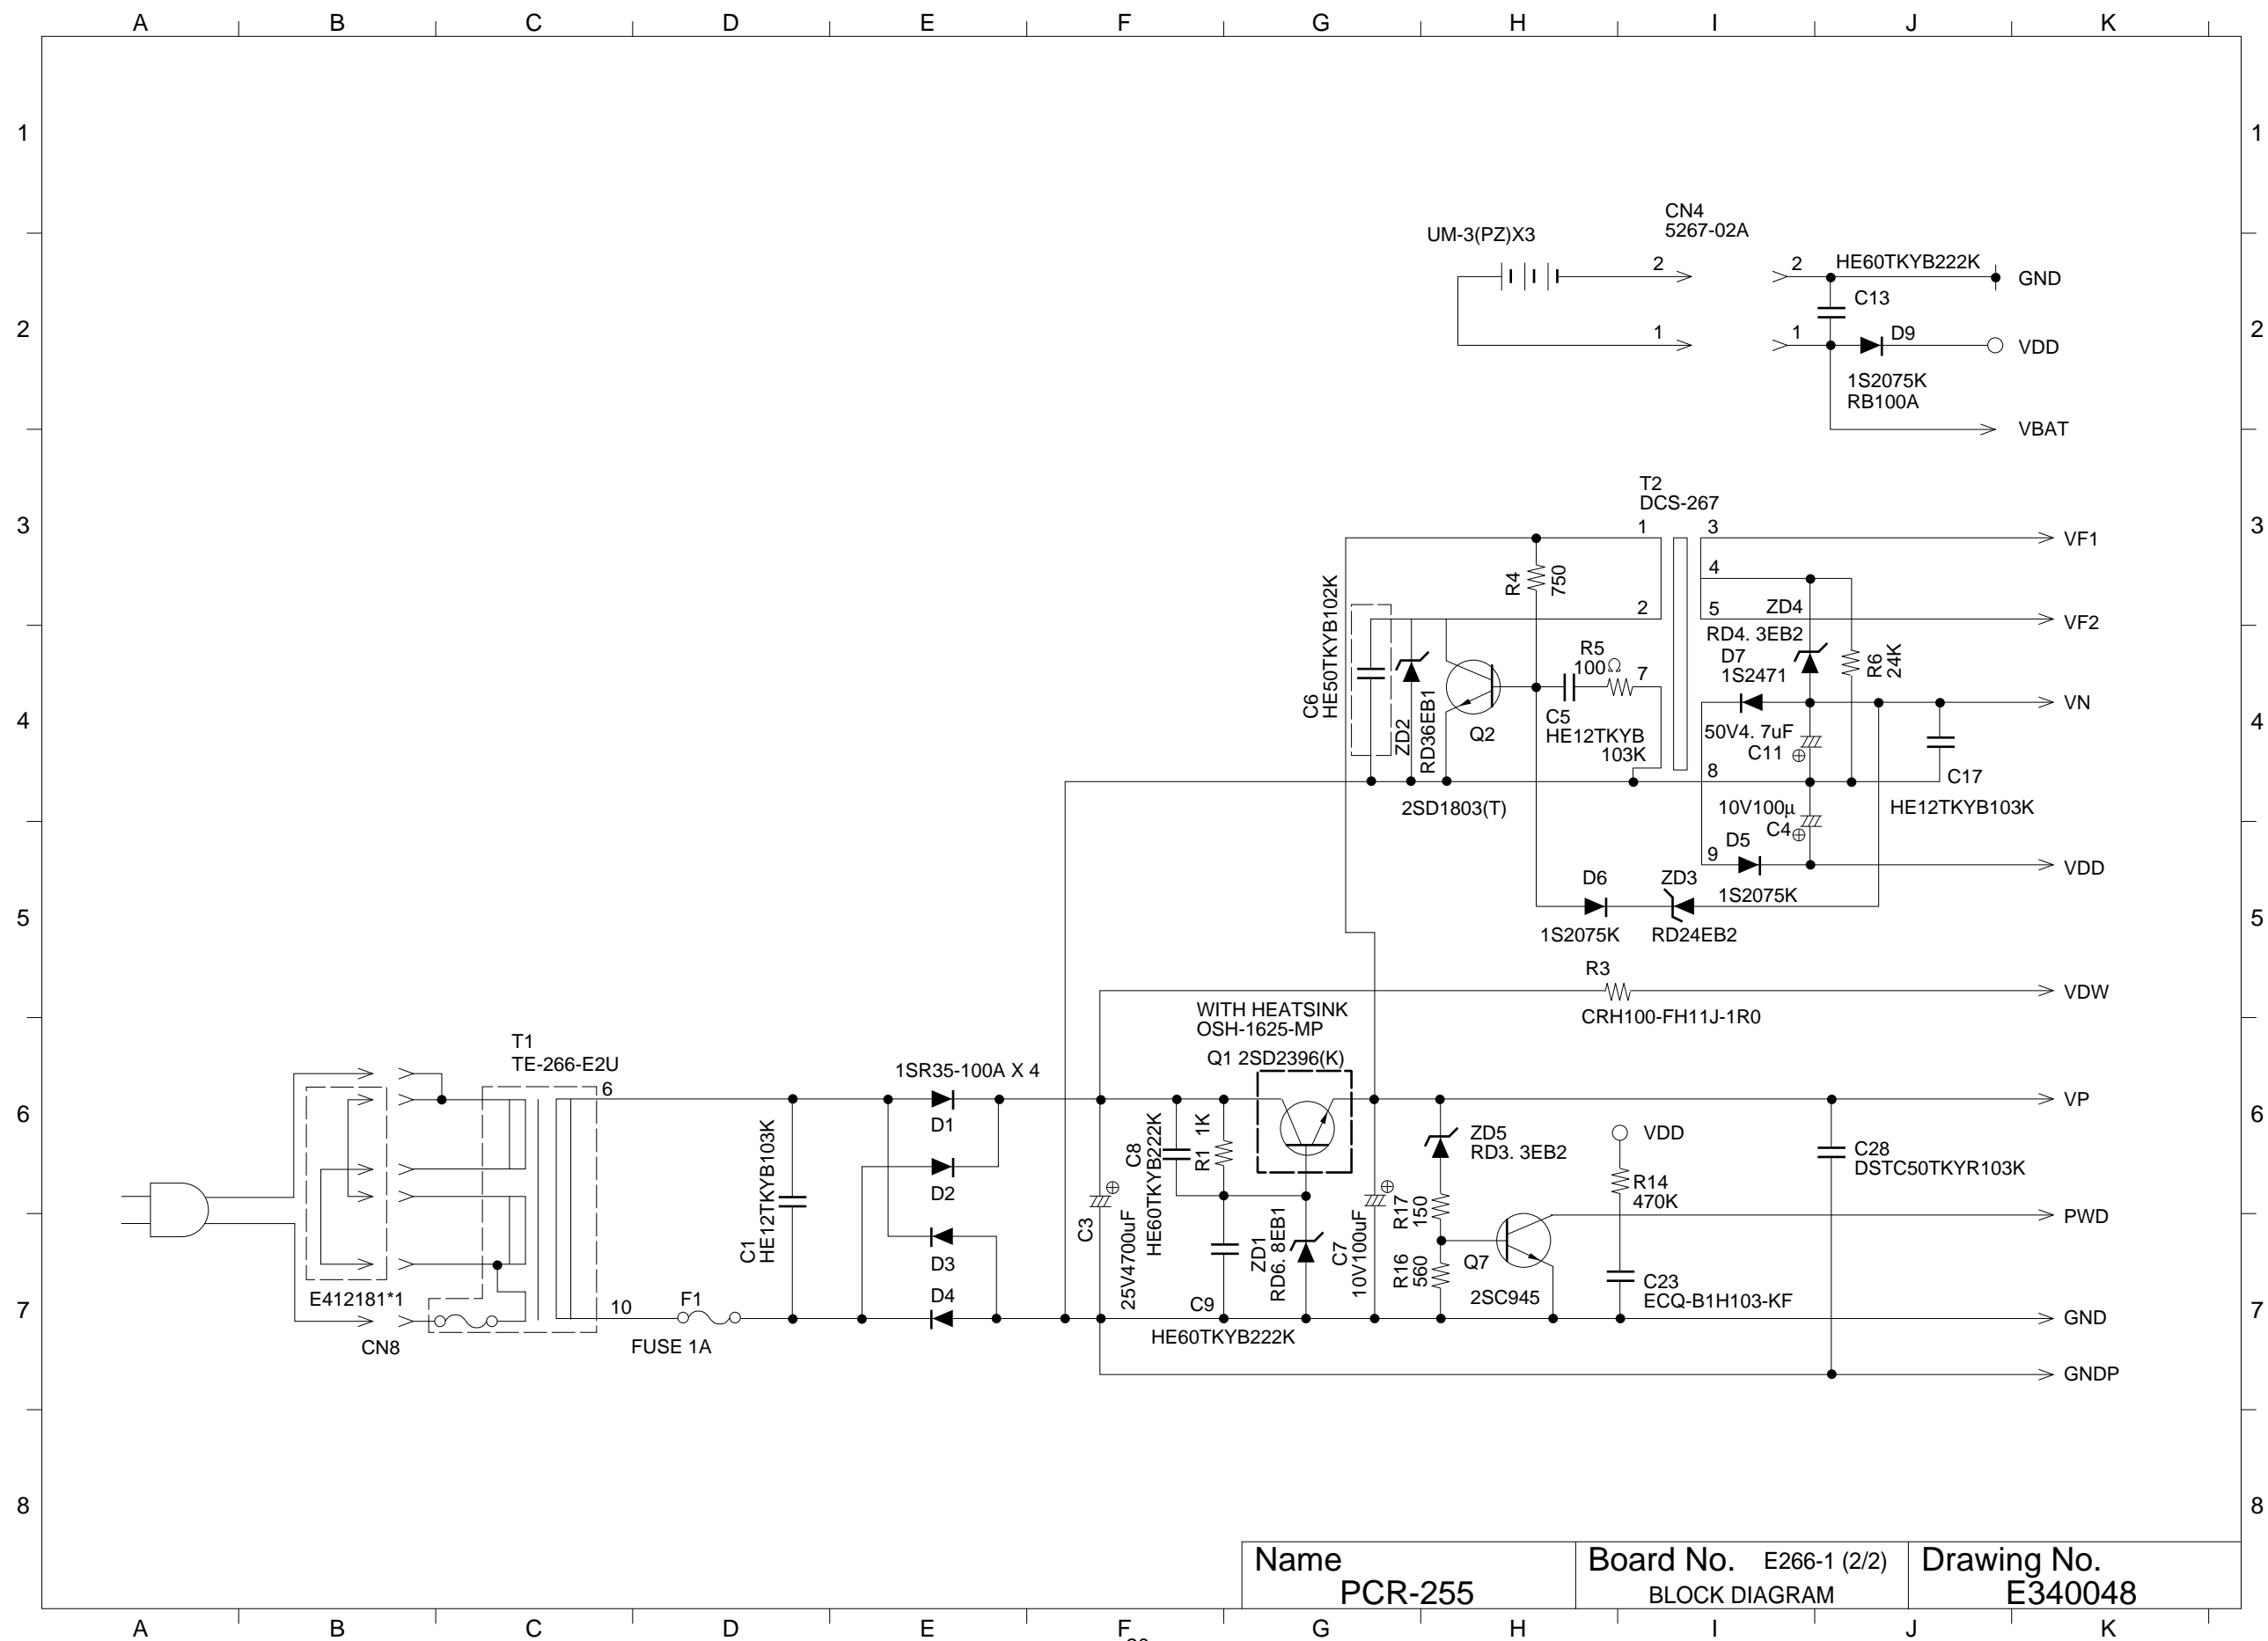 A B C D E F G H I J K
1 1
CN4
5267-02A
UM-3(PZ)X3
2 2 HE60TKYB222K GND
C13
2 1 1 D9 VDD 2
1S2075K
RB100A
VBAT
T2
DCS-267
3 1 3 VF1 3
4
R4
750
C6
HE50TKYB102K
2 5 ZD4 VF2
RD4. 3EB2
R5
100Ω
7 D7
1S2471
R6
24K
VN
4 4
ZD2
RD36EB1
Q2
C5
HE12TKYB
103K
50V4. 7uF
C11
8 C17
2SD1803(T)
10V100µ
C4
HE12TKYB103K
D5
9 VDD
D6 ZD3
1S2075K
5 5
1S2075K RD24EB2
R3
VDW
CRH100-FH11J-1R0
WITH HEATSINK
OSH-1625-MP
T1
TE-266-E2U
Q1 2SD2396(K)
1SR35-100A X 4
6
VP
6 6
D1
C1
HE12TKYB103K
C8
HE60TKYB222K
R1 1K
ZD5
RD3. 3EB2
VDD
C28
DSTC50TKYR103K
D2
R14
470K
R17
150
PWD
C3
25V4700uF
ZD1
RD6. 8EB1
C7
10V100uF
R16
560
D3
Q7
2SC945
C23
ECQ-B1H103-KF
E412181*1
D4
7 10 F1 C9 GND 7
CN8
FUSE 1A
HE60TKYB222K
GNDP
8 8
Name
PCR-255
Board No. E266-1 (2/2)
BLOCK DIAGRAM
Drawing No.
E340048
A B C D E F G H I J K